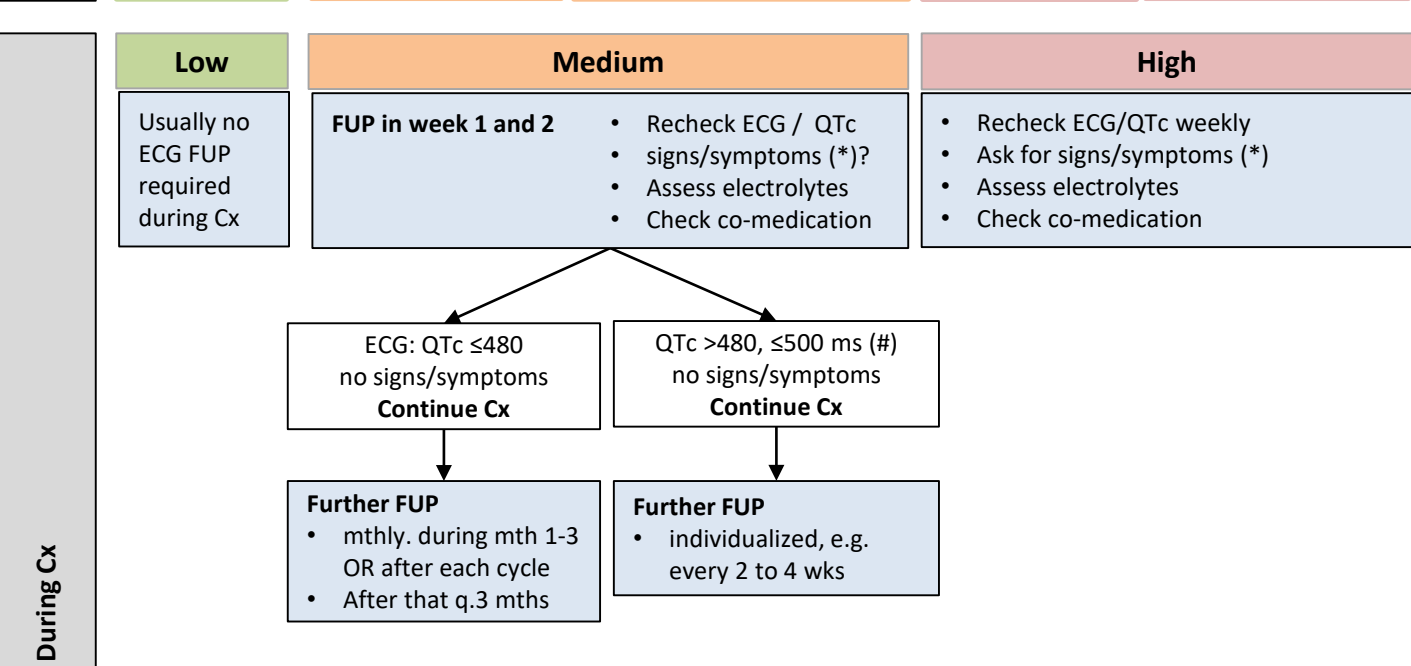 Low
Medium
High
Usually no
ECG FUP
required
during Cx
FUP in week 1 and 2
• Recheck ECG / QTc
• signs/symptoms (*)?
• Assess electrolytes
• Check co-medication
• Recheck ECG/QTc weekly
• Ask for signs/symptoms (*)
• Assess electrolytes
• Check co-medication
ECG: QTc ≤480
no signs/symptoms
Continue Cx
QTc >480, ≤500 ms (#)
no signs/symptoms
Continue Cx
Further FUP
• mthly. during mth 1-3
OR after each cycle
• After that q.3 mths
Further FUP
• individualized, e.g.
every 2 to 4 wks
During Cx